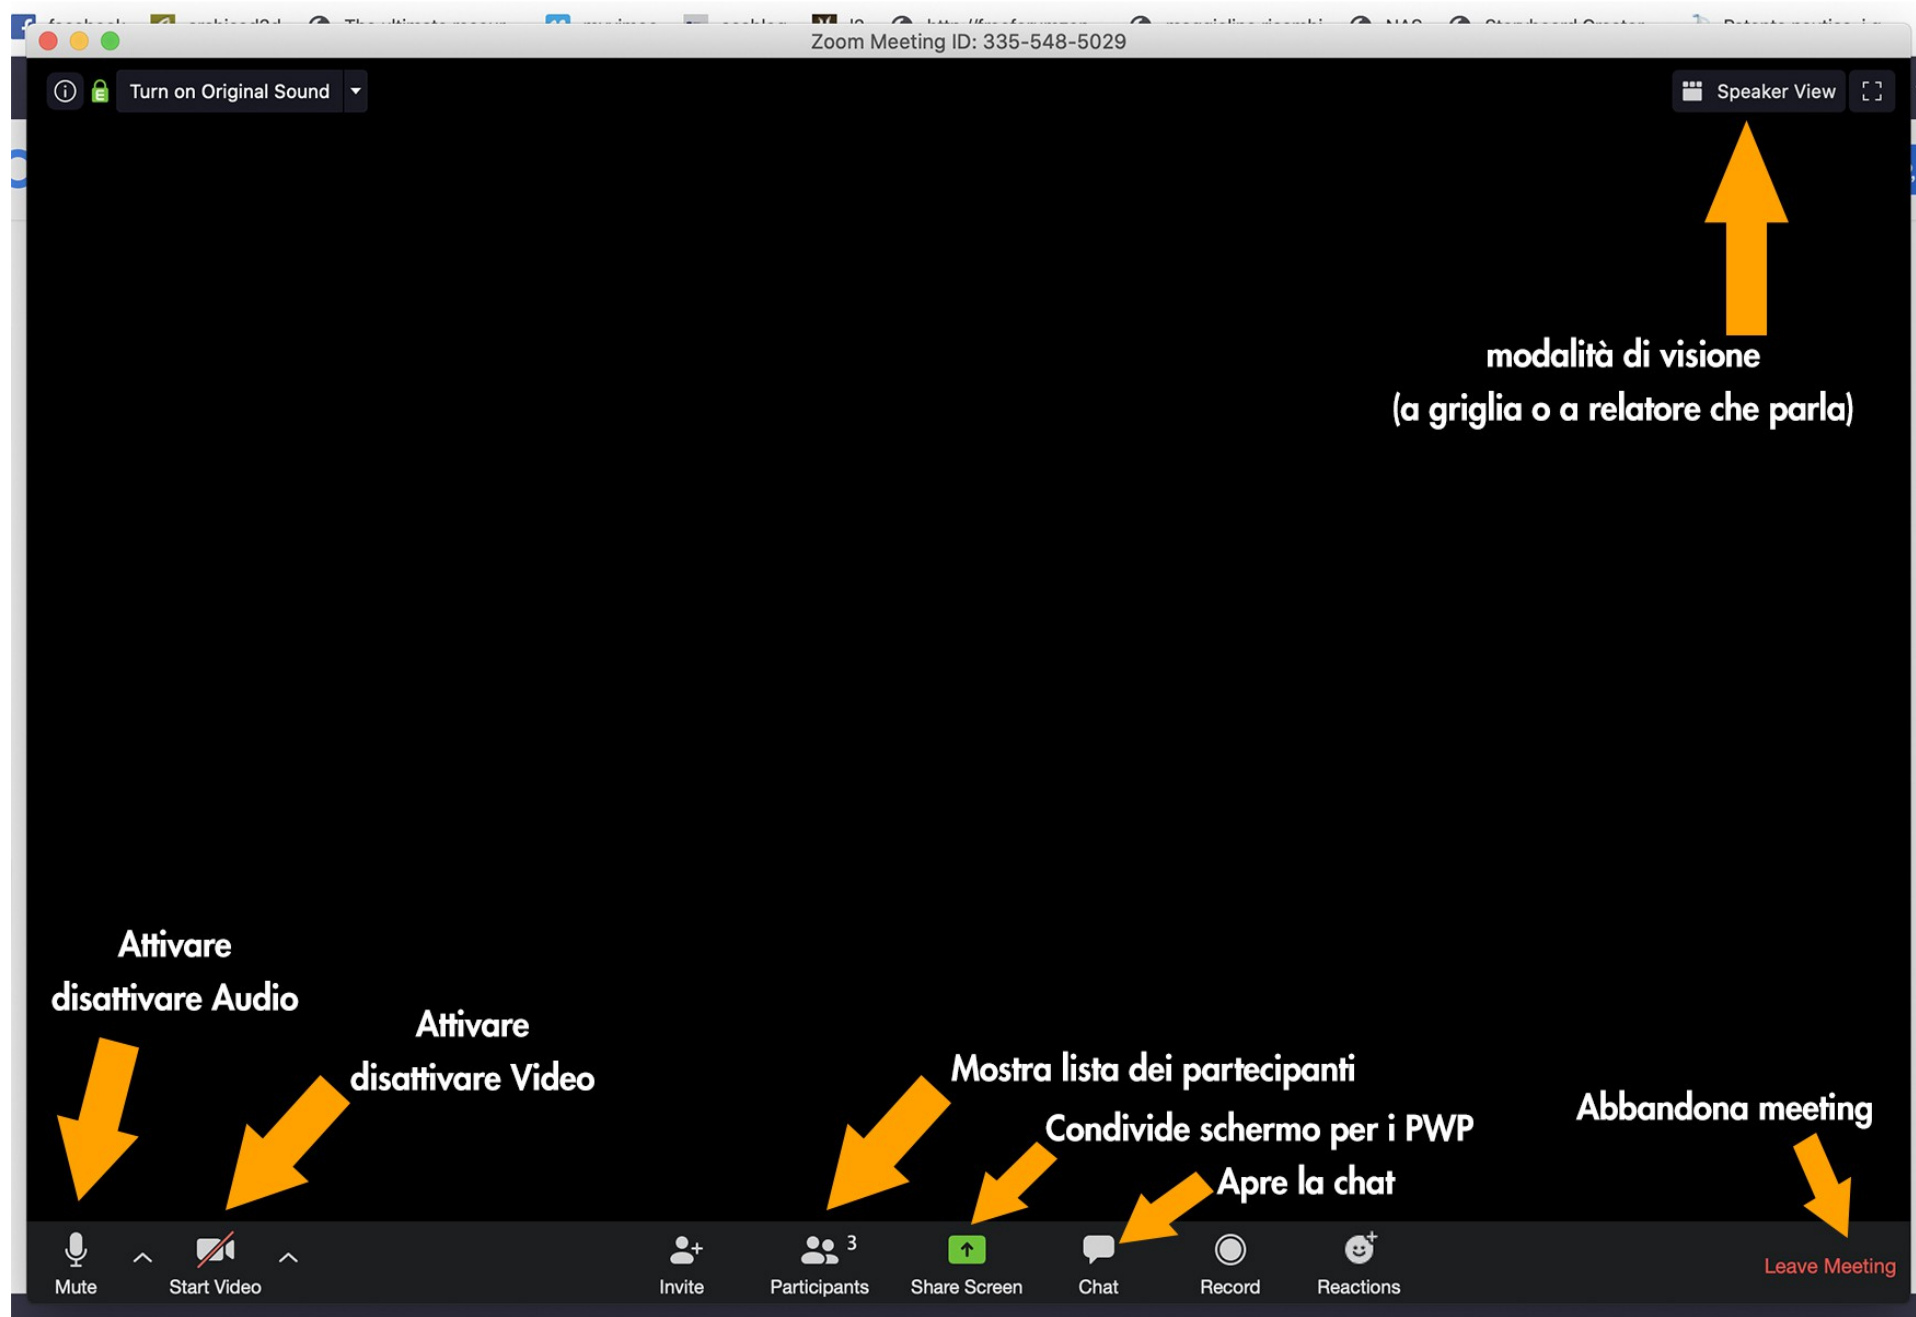 Zoom Meeting ID: 335-548-5029
Turn on Original Sound
Speaker View
modalità di visione
(a griglia o a relatore che parla)
Attivare
disattivare Audio
Attivare
disattivare Video
Mostra lista dei partecipanti
Condivide schermo per i PWP
Apre la chat
Abbandona meeting
3
Mute
Start Video
Invite
Participants
Share Screen
Chat
Record
Reactions
Leave Meeting